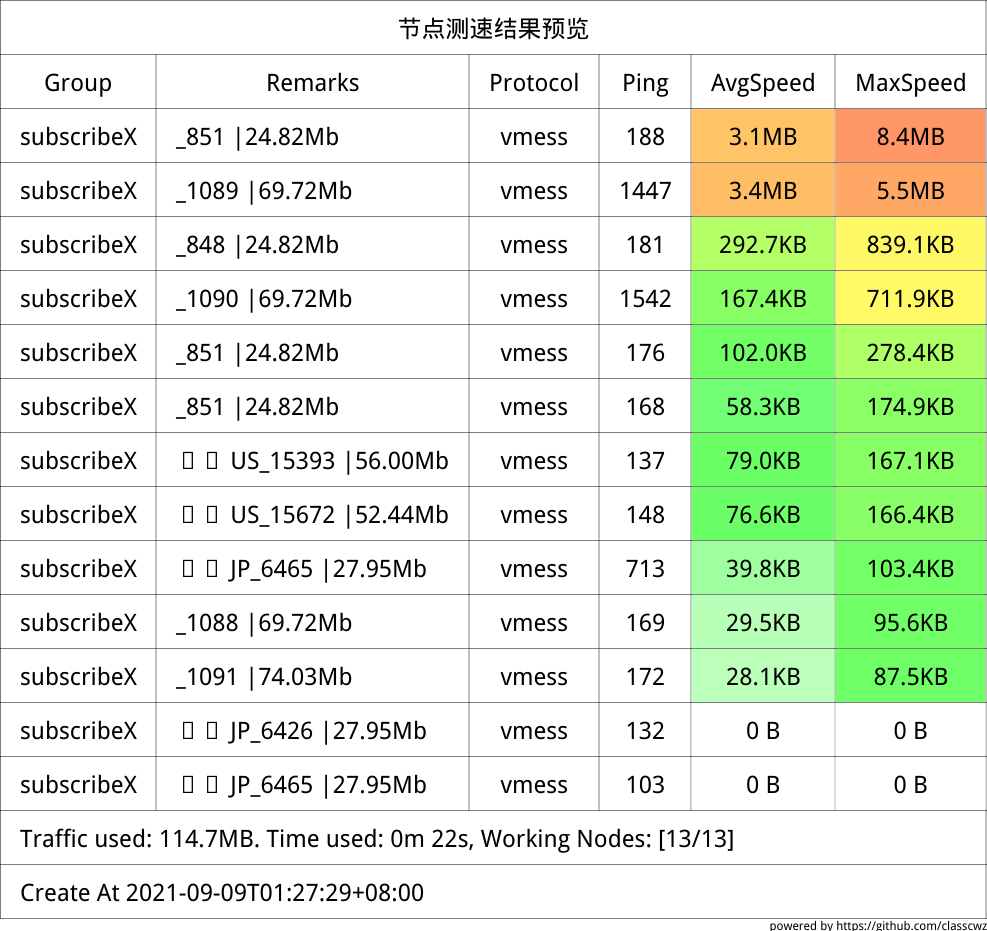 节点测速结果预览
Group Remarks Protocol Ping AvgSpeed MaxSpeed
subscribeX _851 |24.82Mb vmess 188 3.1MB 8.4MB
subscribeX _1089 |69.72Mb vmess 1447 3.4MB 5.5MB
subscribeX _848 |24.82Mb vmess 181 292.7KB 839.1KB
subscribeX _1090 |69.72Mb vmess 1542 167.4KB 711.9KB
subscribeX _851 |24.82Mb vmess 176 102.0KB 278.4KB
subscribeX _851 |24.82Mb vmess 168 58.3KB 174.9KB
subscribeX US_15393 |56.00Mb vmess 137 79.0KB 167.1KB
subscribeX US_15672 |52.44Mb vmess 148 76.6KB 166.4KB
subscribeX JP_6465 |27.95Mb vmess 713 39.8KB 103.4KB
subscribeX _1088 |69.72Mb vmess 169 29.5KB 95.6KB
subscribeX _1091 |74.03Mb vmess 172 28.1KB 87.5KB
subscribeX JP_6426 |27.95Mb vmess 132 0 B 0 B
subscribeX JP_6465 |27.95Mb vmess 103 0 B 0 B
Traffic used: 114.7MB. Time used: 0m 22s, Working Nodes: [13/13]
Create At 2021-09-09T01:27:29+08:00
powered by https://github.com/classcwz